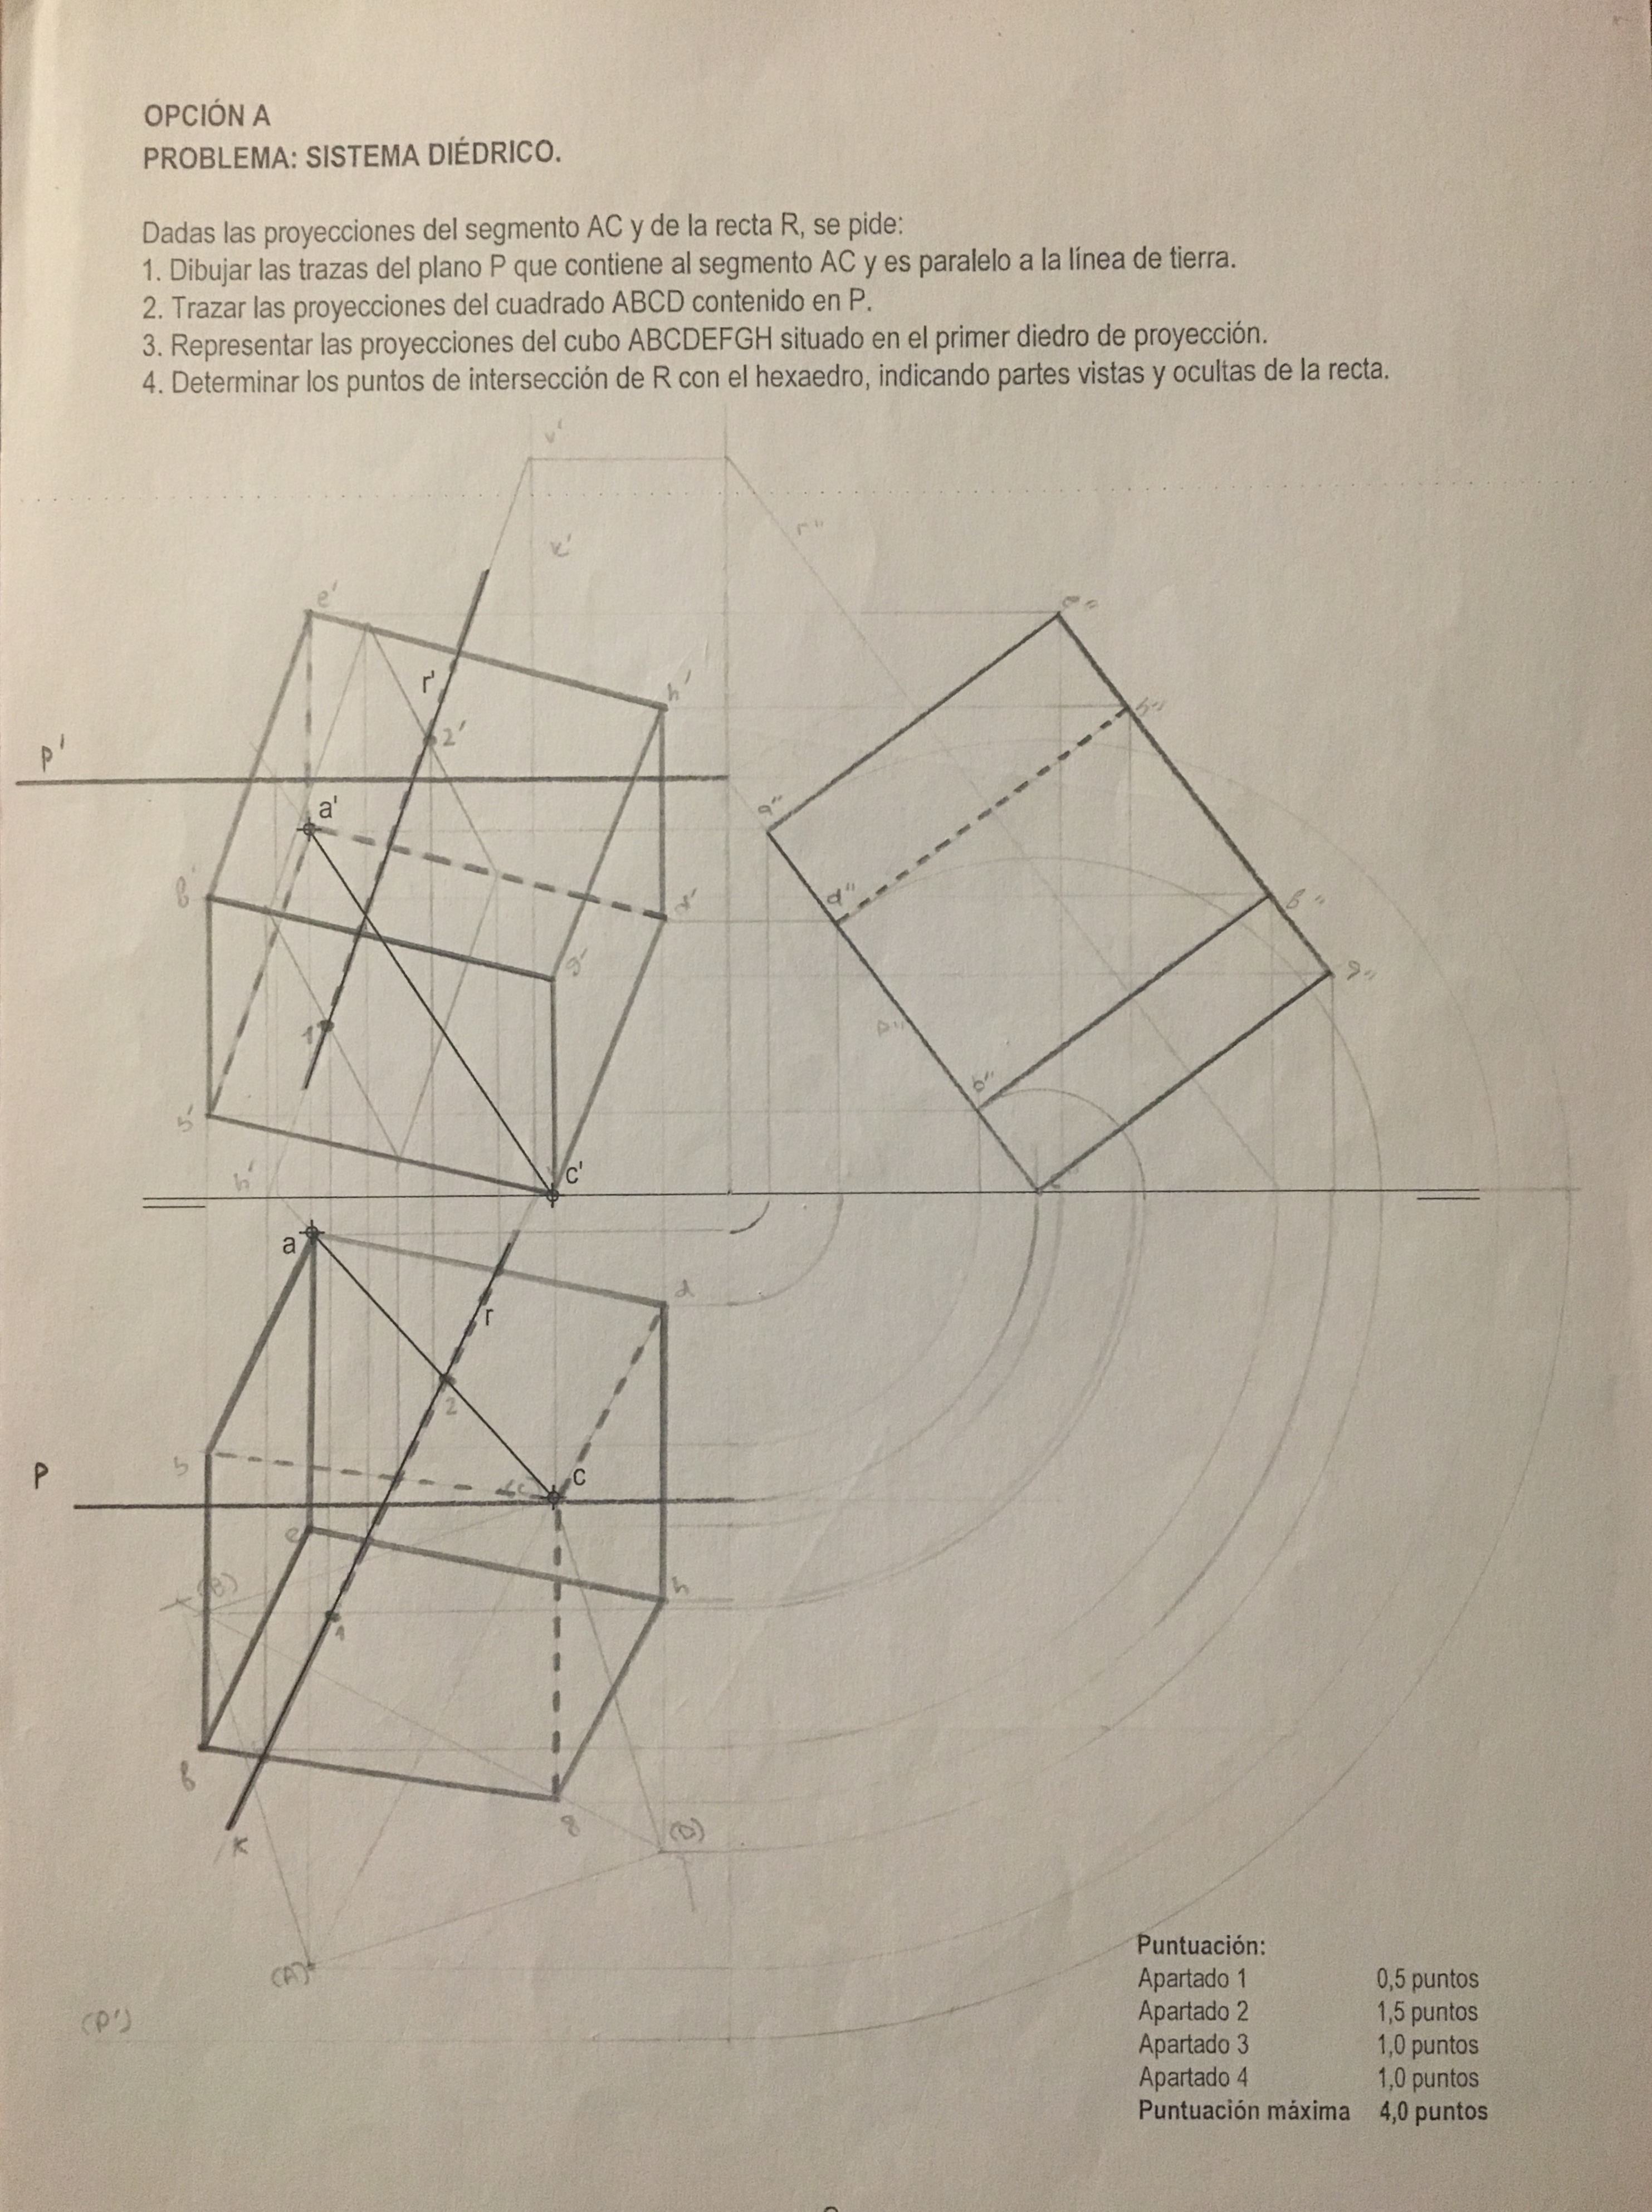 OPCIÓN A
PROBLEMA: SISTEMA DIÉDRICO.
Dadas las proyecciones del segmento AC y de la recta R, se pide:
1. Dibujar las trazas del plano P que contiene al segmento AC y es paralelo a la línea de tierra.
2. Trazar las proyecciones del cuadrado ABCD contenido en P.
3. Representar las proyecciones del cubo ABCDEFGH situado en el primer diedro de proyección.
4. Determinar los puntos de intersección de R con el hexaedro, indicando partes vistas y ocultas de la recta.
v'
r"
k'
e'
r'
h'
2'
p'
a'
a"
d"
g'
g"
b"
c'
h'
a
d
r
2
c
P
e
h
(B)
1
g
(D)
K
(A)
(P')
Puntuación:
Apartado 1 0,5 puntos
Apartado 2 1,5 puntos
Apartado 3 1,0 puntos
Apartado 4 1,0 puntos
Puntuación máxima 4,0 puntos